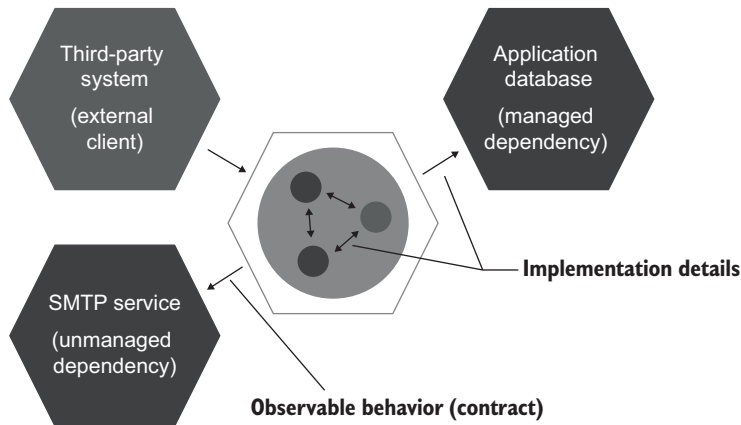 Third-party
system
(external
client)
Application
database
(managed
dependency)
Implementation details
SMTP service
(unmanaged
dependency)
Observable behavior (contract)